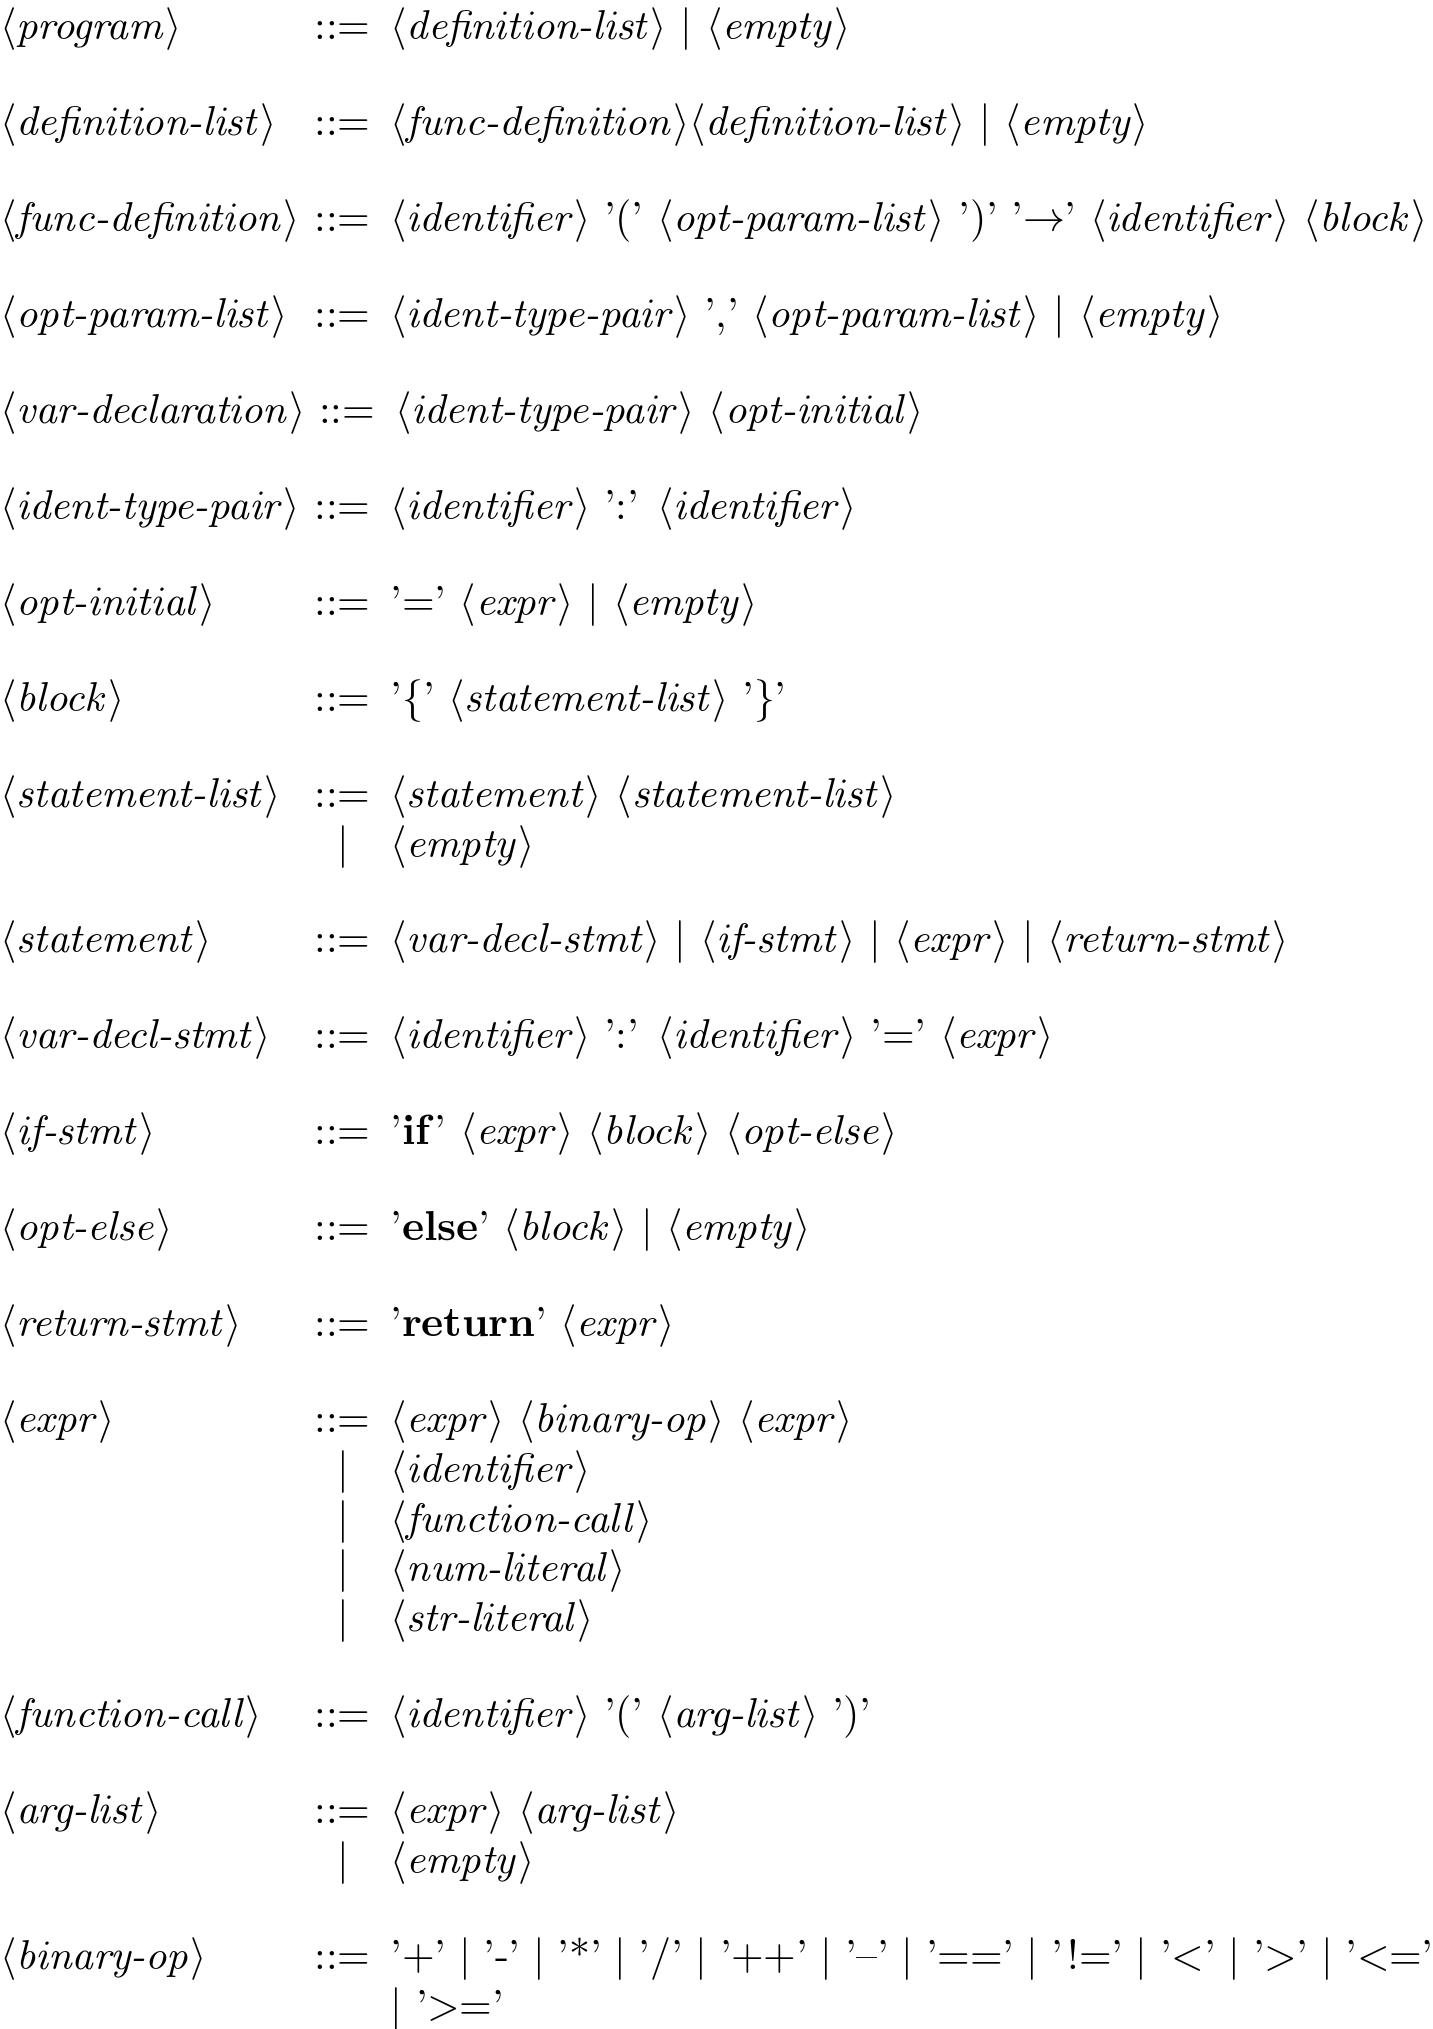 ⟨program⟩ ::= ⟨definition-list⟩ | ⟨empty⟩
⟨definition-list⟩ ::= ⟨func-definition⟩⟨definition-list⟩ | ⟨empty⟩
⟨func-definition⟩ ::= ⟨identifier⟩ ’(’ ⟨opt-param-list⟩ ’)’ ’→’ ⟨identifier⟩ ⟨block⟩
⟨opt-param-list⟩ ::= ⟨ident-type-pair⟩ ’,’ ⟨opt-param-list⟩ | ⟨empty⟩
⟨var-declaration⟩ ::= ⟨ident-type-pair⟩ ⟨opt-initial⟩
⟨ident-type-pair⟩ ::= ⟨identifier⟩ ’:’ ⟨identifier⟩
⟨opt-initial⟩ ::= ’=’ ⟨expr⟩ | ⟨empty⟩
⟨block⟩ ::= ’{’ ⟨statement-list⟩ ’}’
⟨statement-list⟩ ::= ⟨statement⟩ ⟨statement-list⟩
| ⟨empty⟩
⟨statement⟩ ::= ⟨var-decl-stmt⟩ | ⟨if-stmt⟩ | ⟨expr⟩ | ⟨return-stmt⟩
⟨var-decl-stmt⟩ ::= ⟨identifier⟩ ’:’ ⟨identifier⟩ ’=’ ⟨expr⟩
⟨if-stmt⟩ ::= ’if’ ⟨expr⟩ ⟨block⟩ ⟨opt-else⟩
⟨opt-else⟩ ::= ’else’ ⟨block⟩ | ⟨empty⟩
⟨return-stmt⟩ ::= ’return’ ⟨expr⟩
⟨expr⟩ ::= ⟨expr⟩ ⟨binary-op⟩ ⟨expr⟩
| ⟨identifier⟩
| ⟨function-call⟩
| ⟨num-literal⟩
| ⟨str-literal⟩
⟨function-call⟩ ::= ⟨identifier⟩ ’(’ ⟨arg-list⟩ ’)’
⟨arg-list⟩ ::= ⟨expr⟩ ⟨arg-list⟩
| ⟨empty⟩
⟨binary-op⟩ ::= ’+’ | ’-’ | ’*’ | ’/’ | ’++’ | ’–’ | ’==’ | ’!=’ | ’<’ | ’>’ | ’<=’
| ’>=’